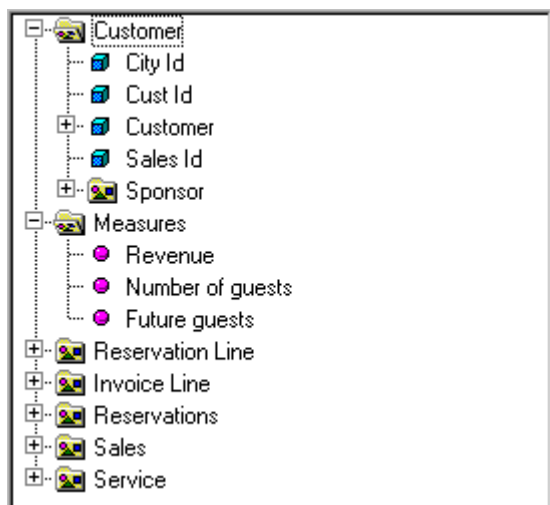 Customer
City Id
Cust Id
Customer
Sales Id
Sponsor
Measures
Revenue
Number of guests
Future guests
Reservation Line
Invoice Line
Reservations
Sales
Service